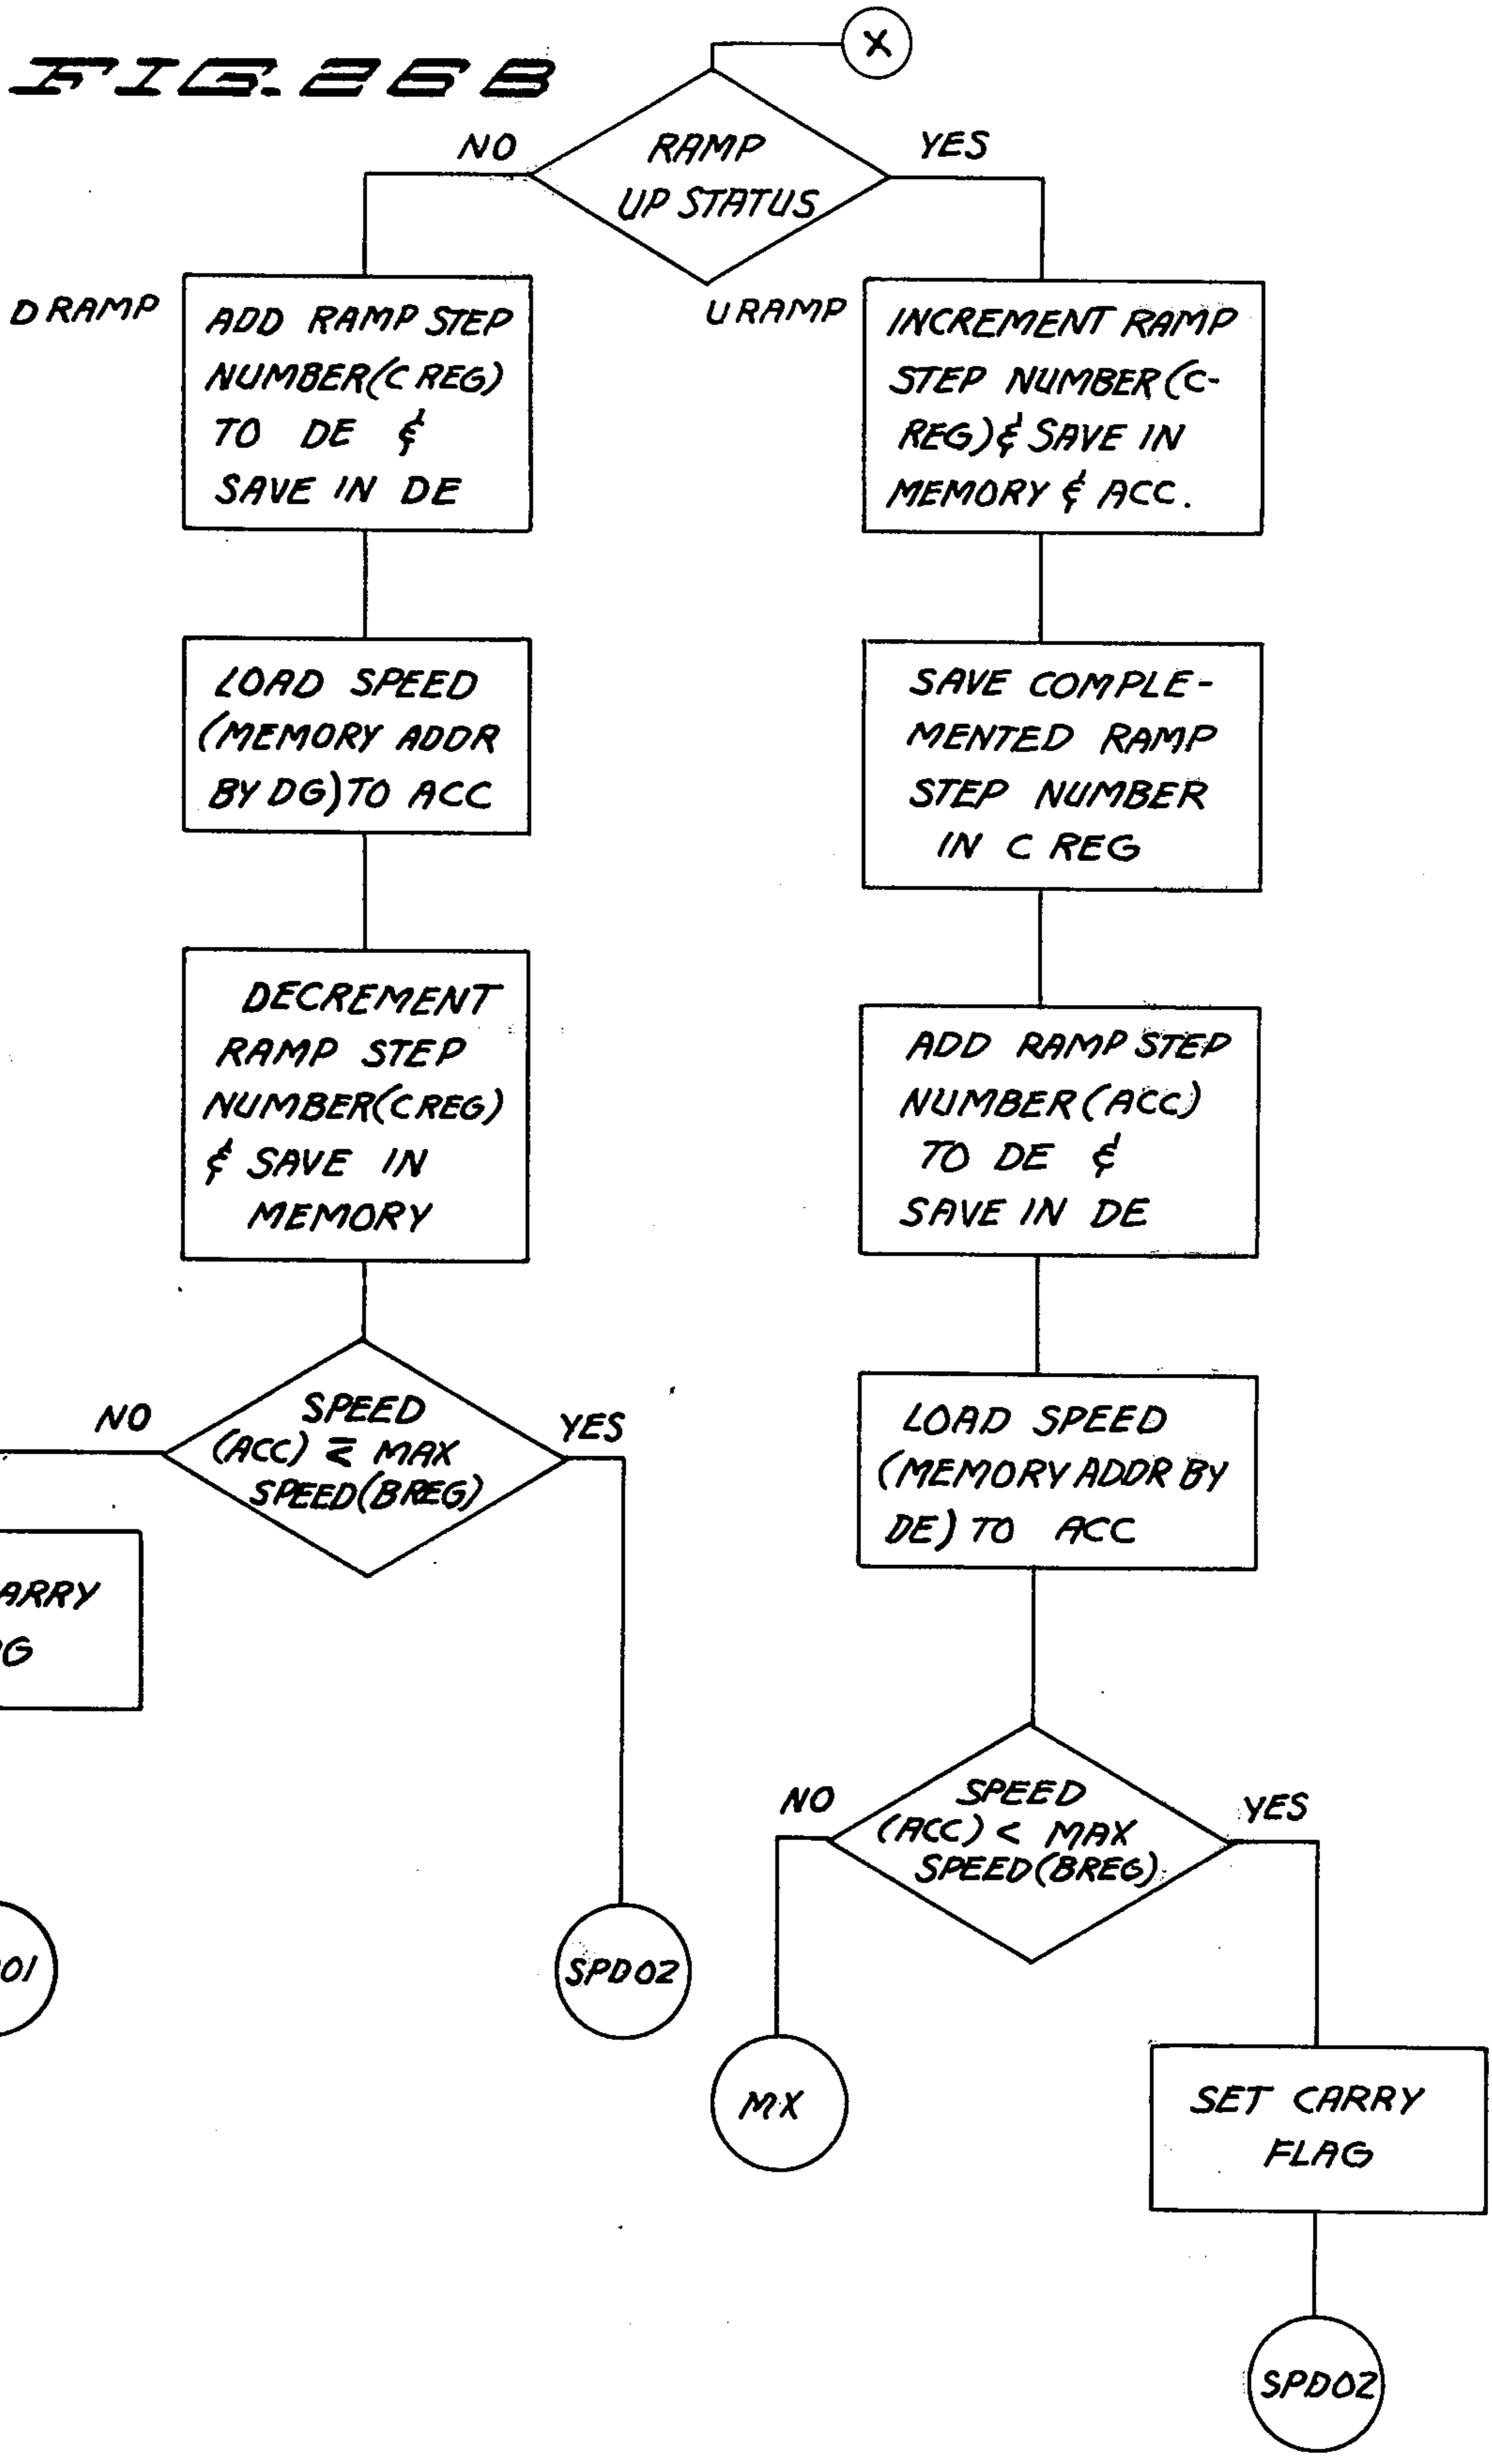 FIG. 26B
X
RAMP
UP STATUS
NO
YES
D RAMP
ADD RAMP STEP
NUMBER(C REG)
TO DE &
SAVE IN DE
LOAD SPEED
(MEMORY ADDR
BY DG) TO ACC
DECREMENT
RAMP STEP
NUMBER(C REG)
& SAVE IN
MEMORY
SPEED
(ACC) ⋜ MAX
SPEED(BREG)
NO
YES
ARRY
G
01
SPD02
URAMP
INCREMENT RAMP
STEP NUMBER(C-
REG)& SAVE IN
MEMORY & ACC.
SAVE COMPLE-
MENTED RAMP
STEP NUMBER
IN C REG
ADD RAMP STEP
NUMBER(ACC)
TO DE &
SAVE IN DE
LOAD SPEED
(MEMORY ADDR BY
DE) TO ACC
SPEED
(ACC) < MAX
SPEED(BREG)
NO
YES
MX
SET CARRY
FLAG
SPD02